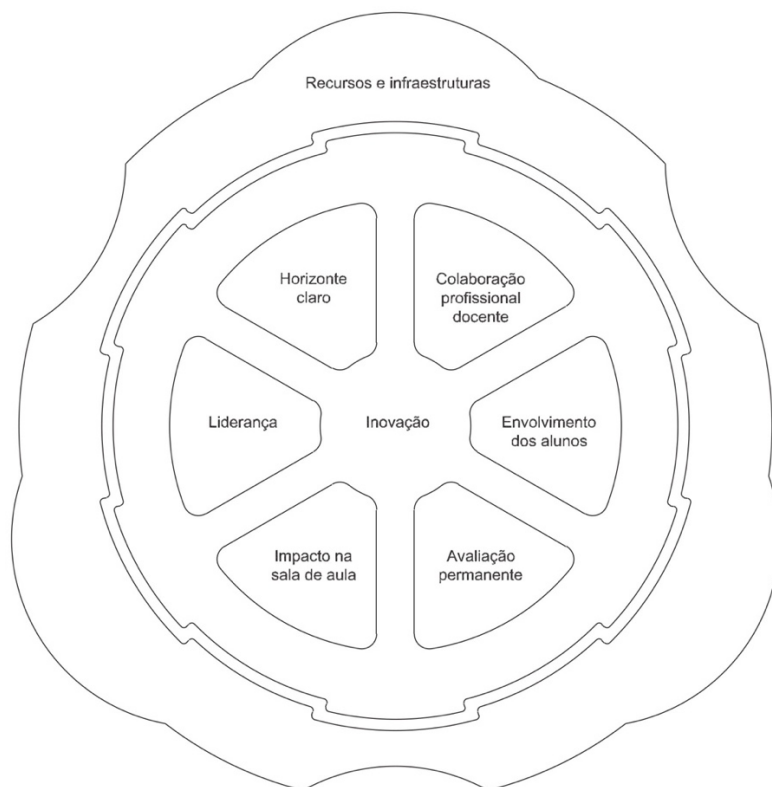 Recursos e infraestruturas
Horizonte
claro
Colaboração
profissional
docente
Liderança
Inovação
Envolvimento
dos alunos
Impacto na
sala de aula
Avaliação
permanente